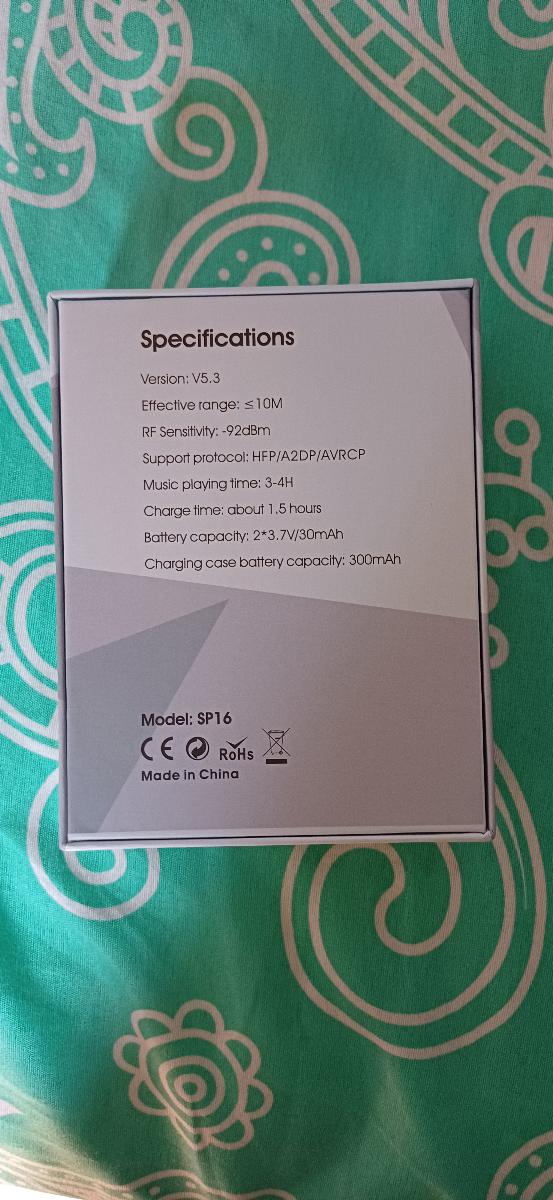 Specifications
Version: V5.3
Effective range: ≤10M
RF Sensitivity: -92dBm
Support protocol: HFP/A2DP/AVRCP
Music playing time: 3-4H
Charge time: about 1.5 hours
Battery capacity: 2*3.7V/30mAh
Charging case battery capacity: 300mAh
Model: SP16
CE RoHS
Made in China